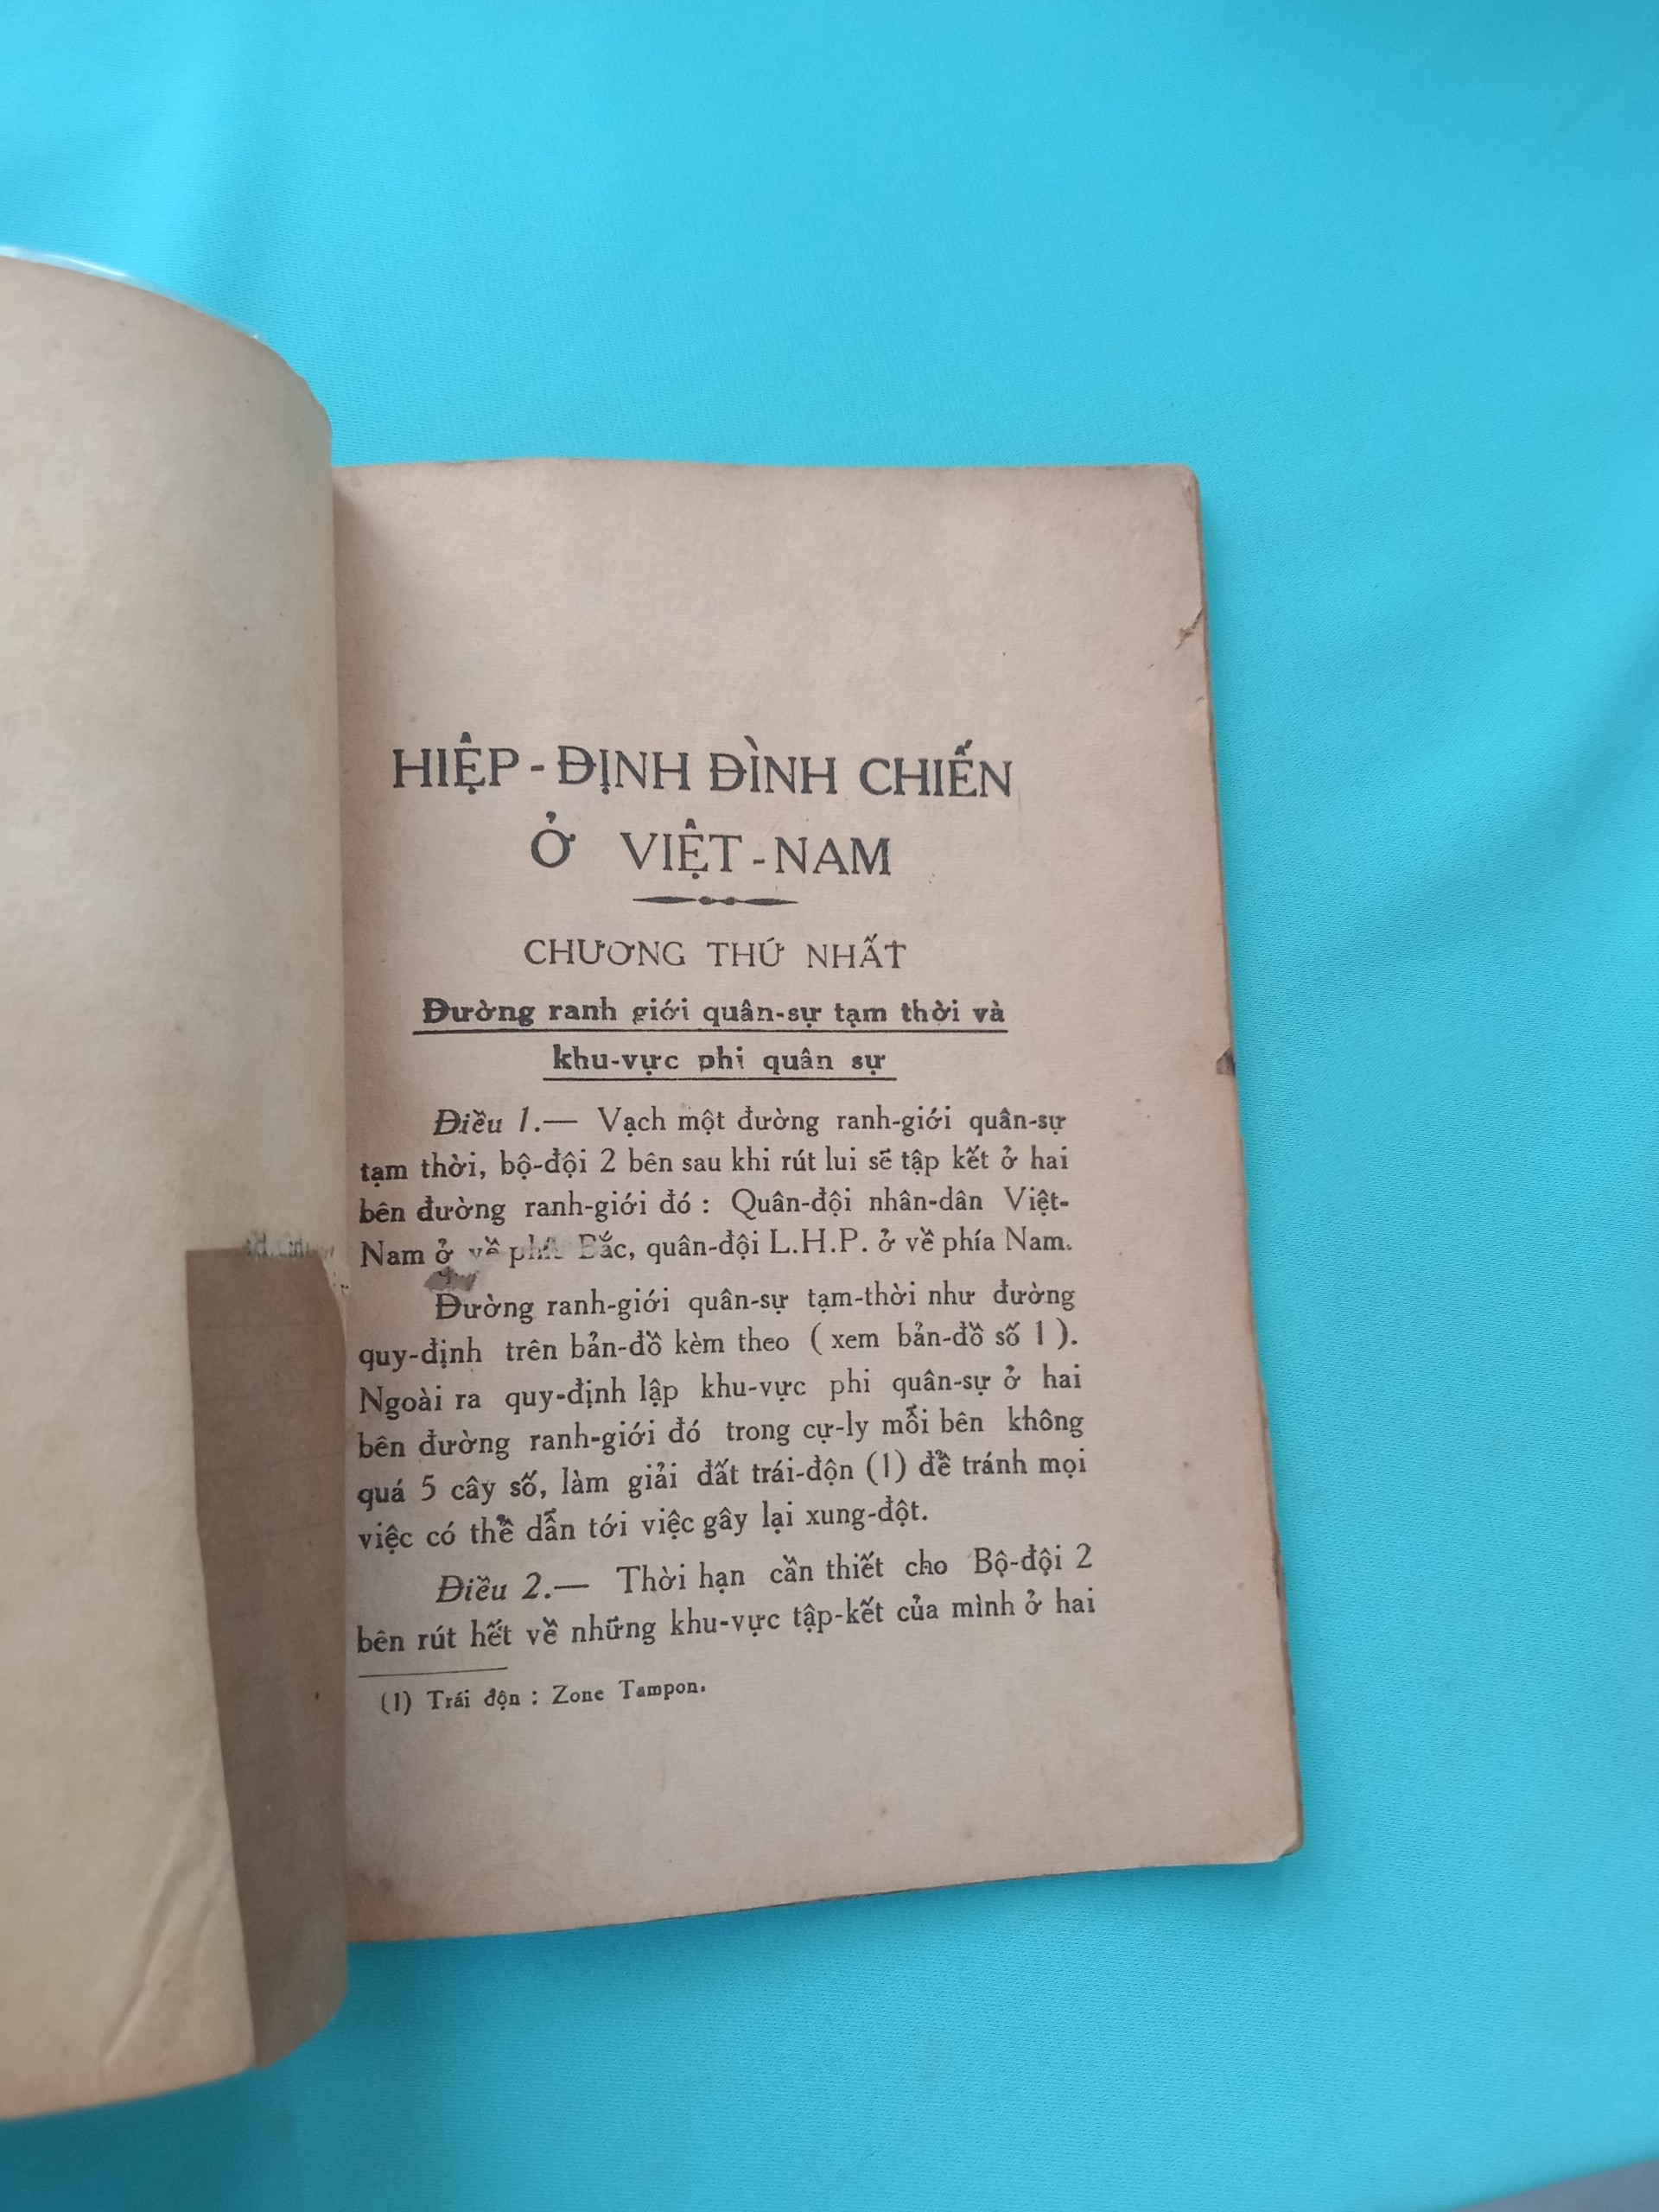 HIỆP-ĐỊNH ĐÌNH CHIẾN
Ở VIỆT-NAM
CHƯƠNG THỨ NHẤT
Đường ranh giới quân-sự tạm thời và
khu-vực phi quân sự
Điều 1.— Vạch một đường ranh-giới quân-sự
tạm thời, bộ-đội 2 bên sau khi rút lui sẽ tập kết ở hai
bên đường ranh-giới đó : Quân-đội nhân-dân Việt-
Nam ở về phía Bắc, quân-đội L.H.P. ở về phía Nam.
Đường ranh-giới quân-sự tạm-thời như đường
quy-định trên bản-đồ kèm theo ( xem bản-đồ số 1 ).
Ngoài ra quy-định lập khu-vực phi quân-sự ở hai
bên đường ranh-giới đó trong cự-ly mỗi bên không
quá 5 cây số, làm giải đất trái-độn (1) để tránh mọi
việc có thể dẫn tới việc gây lại xung-đột.
Điều 2.— Thời hạn cần thiết cho Bộ-đội 2
bên rút hết về những khu-vực tập-kết của mình ở hai
(1) Trái độn : Zone Tampon.